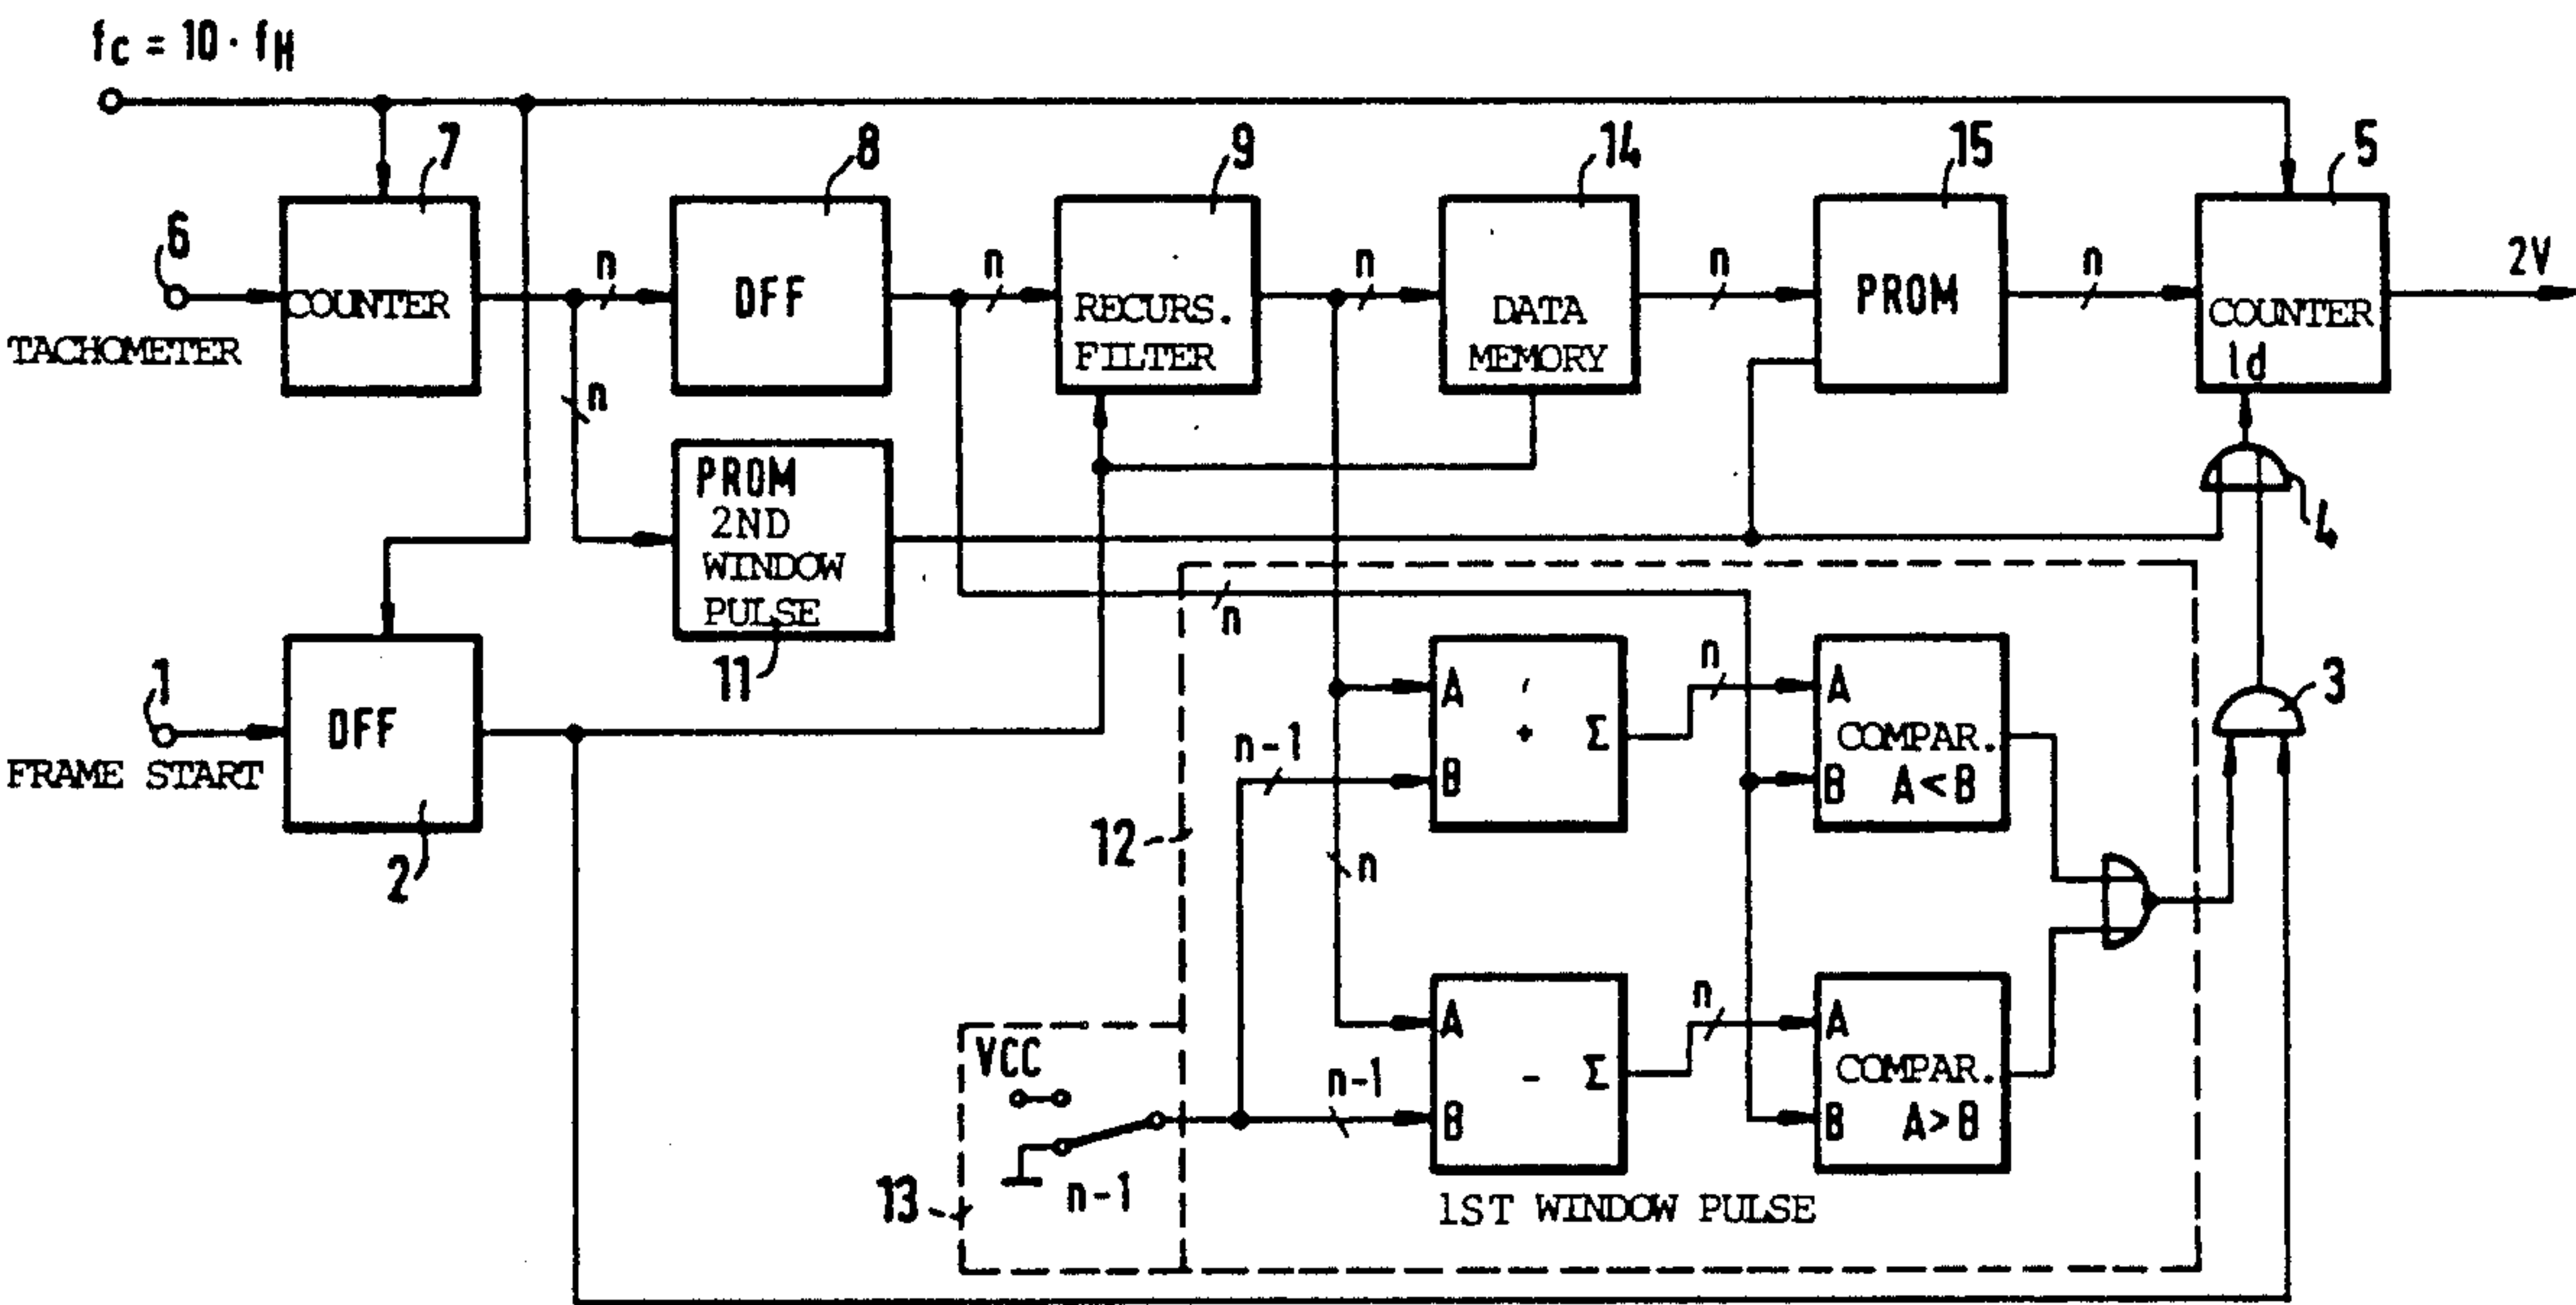 fc = 10 · fH
7
8
9
14
15
5
6
n
n
n
n
n
2V
COUNTER
DFF
RECURS.
FILTER
DATA
MEMORY
PROM
COUNTER
ld
TACHOMETER
n
PROM
2ND
WINDOW
PULSE
4
n
11
1
DFF
FRAME START
2
A
+
Σ
B
n
n-1
A
COMPAR.
B
A<B
3
12
n
A
-
Σ
B
n
n-1
A
COMPAR.
B
A>B
VCC
n-1
13
1ST WINDOW PULSE